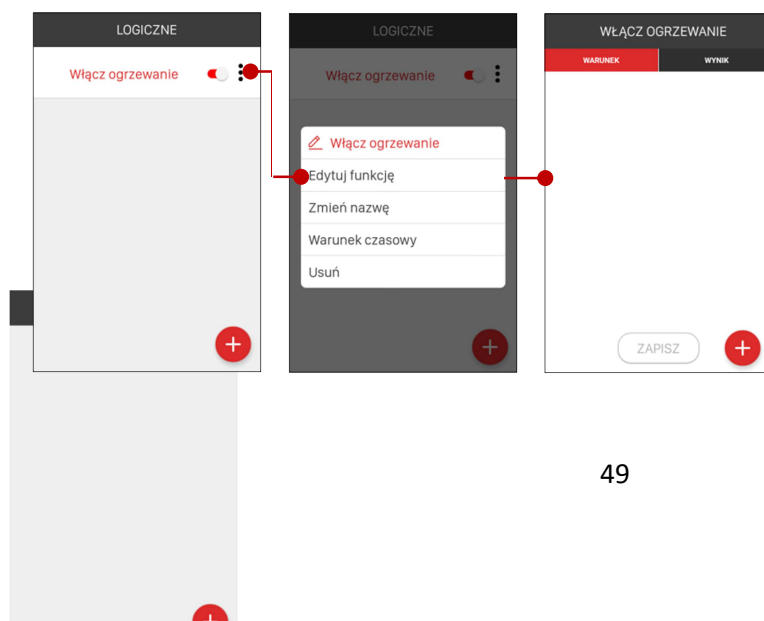 LOGICZNE
Włącz ogrzewanie
LOGICZNE
Włącz ogrzewanie
Włącz ogrzewanie
Edytuj funkcję
Zmień nazwę
Warunek czasowy
Usuń
WŁĄCZ OGRZEWANIE
WARUNEK WYNIK
ZAPISZ
49